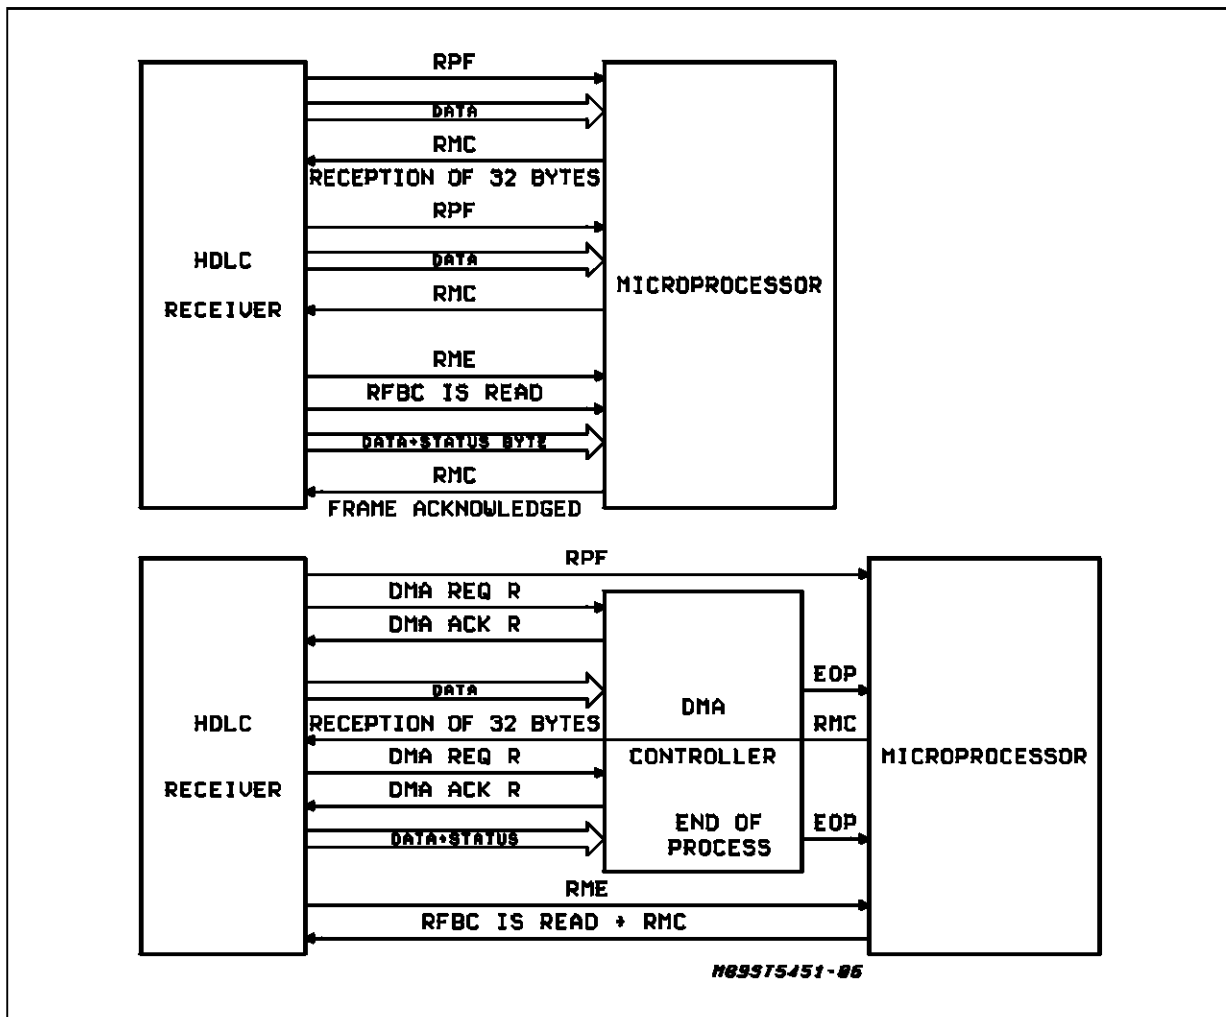 RPF
DATA
RMC
RECEPTION OF 32 BYTES
RPF
DATA
HDLC
RECEIVER
MICROPROCESSOR
RMC
RME
RFBC IS READ
DATA+STATUS BYTE
RMC
FRAME ACKNOWLEDGED
RPF
DMA REQ R
DMA ACK R
DATA
EOP
DMA
HDLC
RECEPTION OF 32 BYTES
RMC
DMA REQ R
CONTROLLER
MICROPROCESSOR
RECEIVER
DMA ACK R
END OF
PROCESS
EOP
DATA+STATUS
RME
RFBC IS READ + RMC
M89ST5451-06